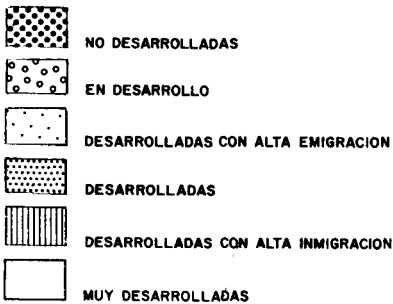 NO DESARROLLADAS
EN DESARROLLO
DESARROLLADAS CON ALTA EMIGRACION
DESARROLLADAS
DESARROLLADAS CON ALTA INMIGRACION
MUY DESARROLLADAS